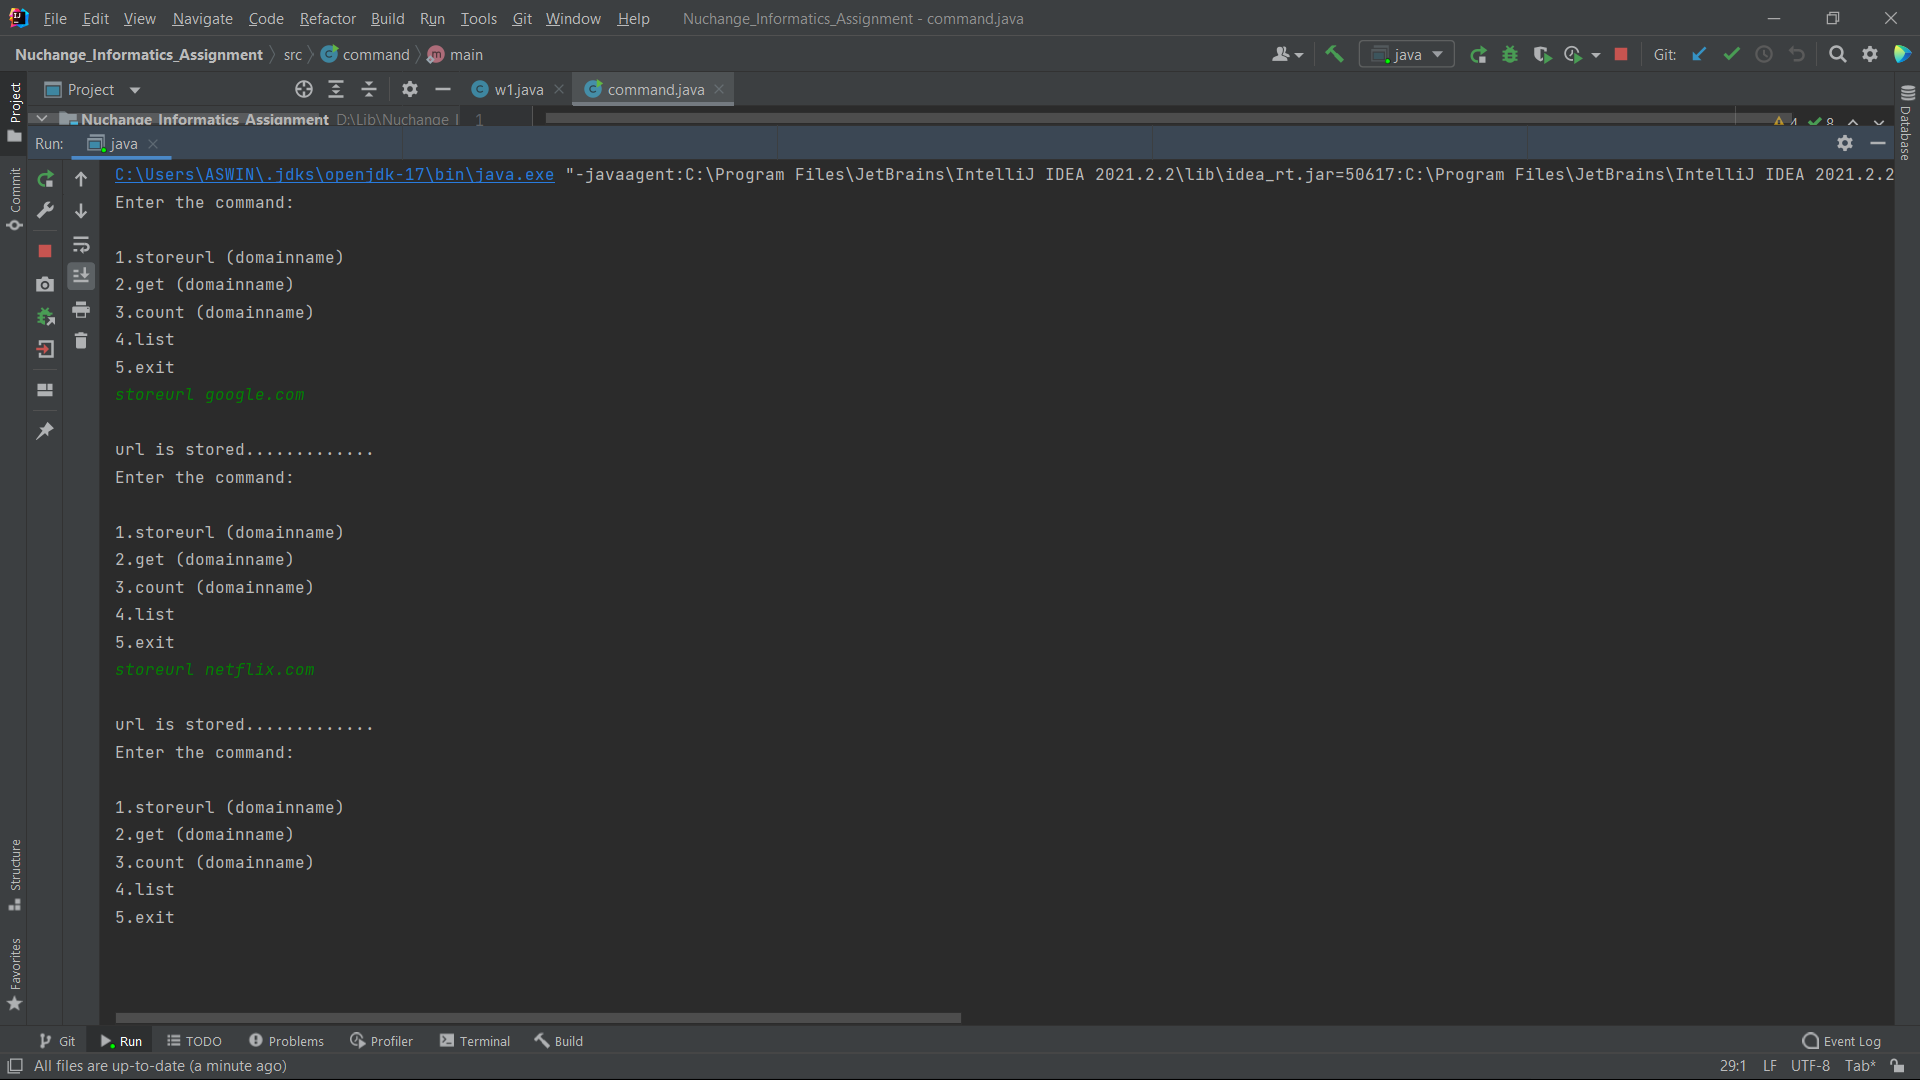 File Edit View Navigate Code Refactor Build Run Tools Git Window Help Nuchange_Informatics_Assignment - command.java
Nuchange_Informatics_Assignment src command main java Git:
Project w1.java command.java
Nuchange_Informatics_Assignment D:\Lib\Nuchange_I 1 4 8
Run: java
C:\Users\ASWIN\.jdks\openjdk-17\bin\java.exe "-javaagent:C:\Program Files\JetBrains\IntelliJ IDEA 2021.2.2\lib\idea_rt.jar=50617:C:\Program Files\JetBrains\IntelliJ IDEA 2021.2.2
Enter the command:
1.storeurl (domainname)
2.get (domainname)
3.count (domainname)
4.list
5.exit
storeurl google.com
url is stored.............
Enter the command:
1.storeurl (domainname)
2.get (domainname)
3.count (domainname)
4.list
5.exit
storeurl netflix.com
url is stored.............
Enter the command:
1.storeurl (domainname)
2.get (domainname)
3.count (domainname)
4.list
5.exit
Project
Commit
Structure
Favorites
Database
Git Run TODO Problems Profiler Terminal Build Event Log
All files are up-to-date (a minute ago) 29:1 LF UTF-8 Tab*